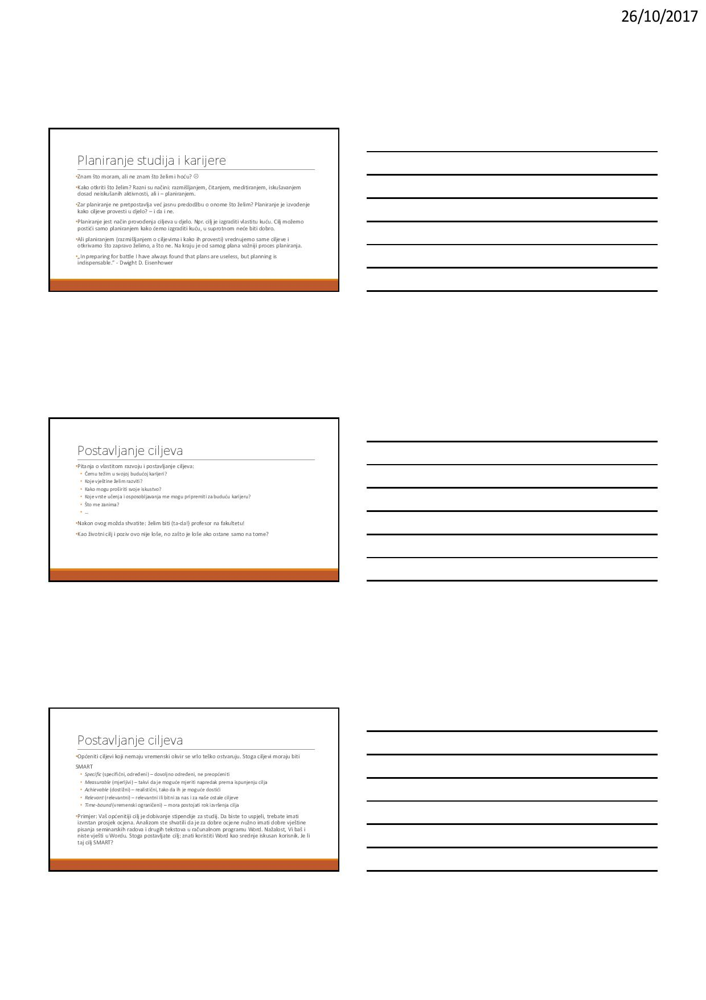 26/10/2017
Planiranje studija i karijere
•Znam što moram, ali ne znam što želim i hoću? ☹
•Kako otkriti što želim? Razni su načini: razmišljanjem, čitanjem, meditiranjem, iskušavanjem
dosad neiskušanih aktivnosti, ali i – planiranjem.
•Zar planiranje ne pretpostavlja već jasnu predodžbu o onome što želim? Planiranje je izvođenje
kako ciljeve provesti u djelo? – i da i ne.
•Planiranje jest način provođenja ciljeva u djelo. Npr. cilj je izgraditi vlastitu kuću. Cilj možemo
postići samo planiranjem kako ćemo izgraditi kuću, u suprotnom neće biti dobro.
•Ali planiranjem (razmišljanjem o ciljevima i kako ih provesti) vrednujemo same ciljeve i
otkrivamo što zapravo želimo, a što ne. Na kraju je od samog plana važniji proces planiranja.
•„In preparing for battle I have always found that plans are useless, but planning is
indispensable.” - Dwight D. Eisenhower
Postavljanje ciljeva
•Pitanja o vlastitom razvoju i postavljanje ciljeva:
• Čemu težim u svojoj budućoj karijeri?
• Koje vještine želim razviti?
• Kako mogu proširiti svoje iskustvo?
• Koje vrste učenja i osposobljavanja me mogu pripremiti za buduću karijeru?
• Što me zanima?
• …
•Nakon ovog možda shvatite: želim biti (ta-da!) profesor na fakultetu!
•Kao životni cilj i poziv ovo nije loše, no zašto je loše ako ostane samo na tome?
Postavljanje ciljeva
•Općeniti ciljevi koji nemaju vremenski okvir se vrlo teško ostvaruju. Stoga ciljevi moraju biti
SMART
• Specific (specifični, određeni) – dovoljno određeni, ne preopćeniti
• Measurable (mjerljivi) – takvi da je moguće mjeriti napredak prema ispunjenju cilja
• Achievable (dostižni) – realistični, tako da ih je moguće dostići
• Relevant (relevantni) – relevantni ili bitni za nas i za naše ostale ciljeve
• Time-bound (vremenski ograničeni) – mora postojati rok izvršenja cilja
•Primjer: Vaš općenitiji cilj je dobivanje stipendije za studij. Da biste to uspjeli, trebate imati
izvrstan prosjek ocjena. Analizom ste shvatili da je za dobre ocjene nužno imati dobre vještine
pisanja seminarskih radova i drugih tekstova u računalnom programu Word. Nažalost, Vi baš i
niste vješti u Wordu. Stoga postavljate cilj: znati koristiti Word kao srednje iskusan korisnik. Je li
taj cilj SMART?